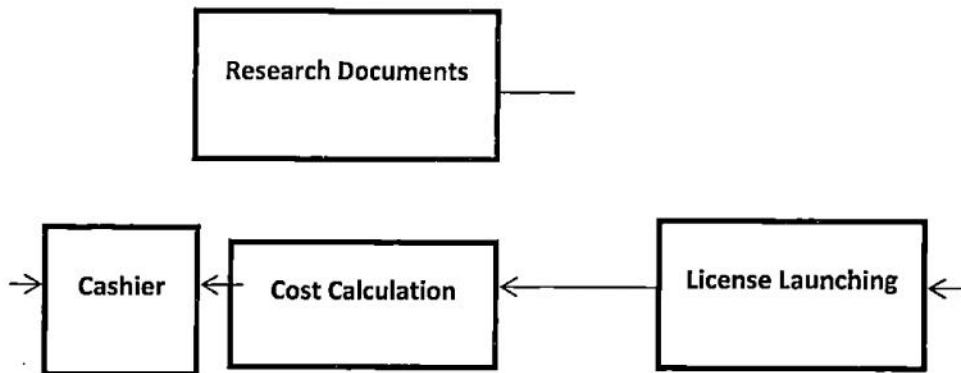 Research Documents
Cashier
Cost Calculation
License Launching